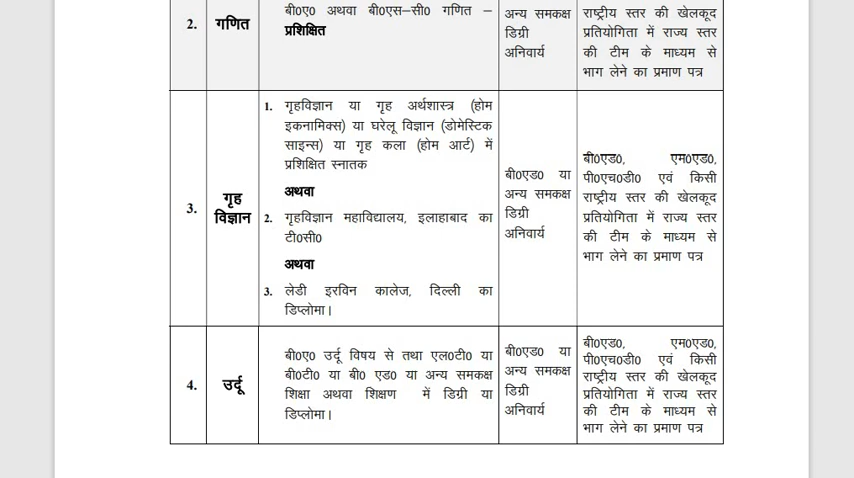 बी0ए0 अथवा बी0एस–सी0 गणित –
प्रशिक्षित
2. गणित
अन्य समकक्ष
डिग्री
अनिवार्य
राष्ट्रीय स्तर की खेलकूद
प्रतियोगिता में राज्य स्तर
की टीम के माध्यम से
भाग लेने का प्रमाण पत्र
3. गृह
विज्ञान
1. गृहविज्ञान या गृह अर्थशास्त्र (होम
इकनामिक्स) या घरेलू विज्ञान (डोमेस्टिक
साइन्स) या गृह कला (होम आर्ट) में
प्रशिक्षित स्नातक
अथवा
2. गृहविज्ञान महाविद्यालय, इलाहाबाद का
टी0सी0
अथवा
3. लेडी इरविन कालेज, दिल्ली का
डिप्लोमा।
बी0एड0 या
अन्य समकक्ष
डिग्री
अनिवार्य
बी0एड0, एम0एड0,
पी0एच0डी0 एवं किसी
राष्ट्रीय स्तर की खेलकूद
प्रतियोगिता में राज्य स्तर
की टीम के माध्यम से
भाग लेने का प्रमाण पत्र
4. उर्दू
बी0ए0 उर्दू विषय से तथा एल0टी0 या
बी0टी0 या बी0 एड0 या अन्य समकक्ष
शिक्षा अथवा शिक्षण में डिग्री या
डिप्लोमा।
बी0एड0 या
अन्य समकक्ष
डिग्री
अनिवार्य
बी0एड0, एम0एड0,
पी0एच0डी0 एवं किसी
राष्ट्रीय स्तर की खेलकूद
प्रतियोगिता में राज्य स्तर
की टीम के माध्यम से
भाग लेने का प्रमाण पत्र